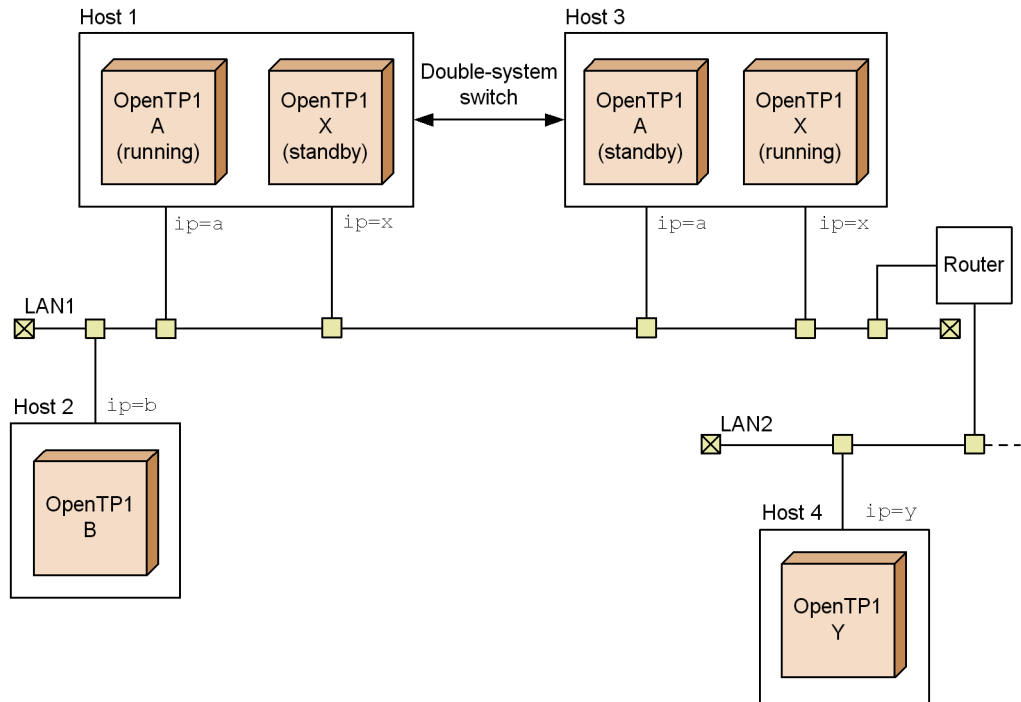 Host 1
Host 3
OpenTP1
A
(running)
OpenTP1
X
(standby)
Double-system
switch
OpenTP1
A
(standby)
OpenTP1
X
(running)
ip=a
ip=x
ip=a
ip=x
Router
LAN1
Host 2
ip=b
LAN2
OpenTP1
B
Host 4
ip=y
OpenTP1
Y